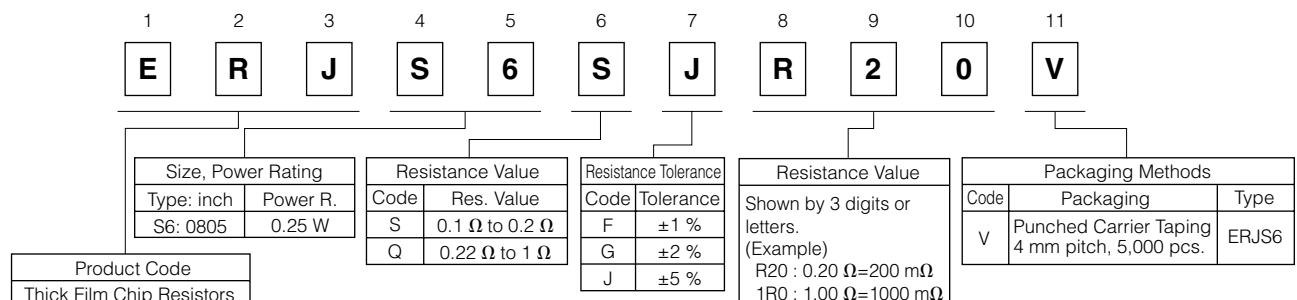 1 2 3 4 5 6 7 8 9 10 11
E R J S 6 S J R 2 0 V
Size, Power Rating
Type: inch Power R.
S6: 0805 0.25 W
Resistance Value
Code Res. Value
S 0.1 Ω to 0.2 Ω
Q 0.22 Ω to 1 Ω
Resistance Tolerance
Code Tolerance
F ±1 %
G ±2 %
J ±5 %
Resistance Value
Shown by 3 digits or
letters.
(Example)
R20 : 0.20 Ω=200 mΩ
1R0 : 1.00 Ω=1000 mΩ
Packaging Methods
Code Packaging Type
V Punched Carrier Taping
4 mm pitch, 5,000 pcs. ERJS6
Product Code
Thick Film Chip Resistors